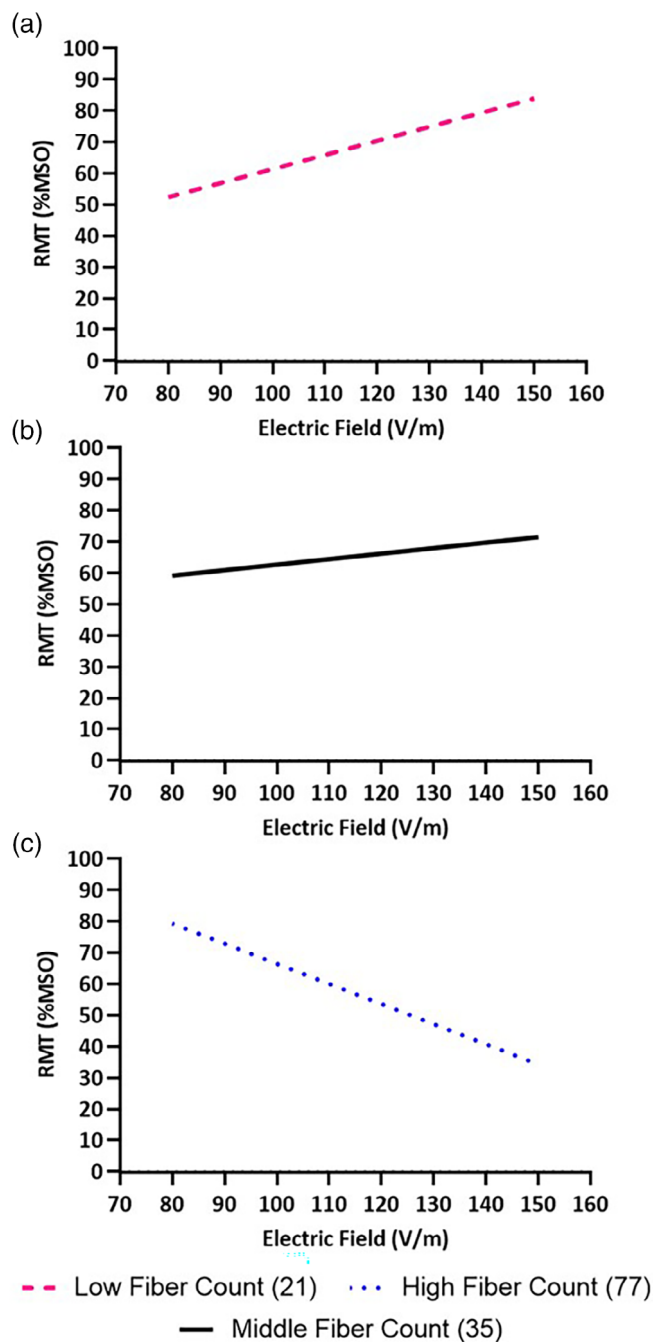 (a)
100
90
80
70
60
50
40
30
20
10
0
RMT (%MSO)
70 80 90 100 110 120 130 140 150 160
Electric Field (V/m)
(b)
100
90
80
70
60
50
40
30
20
10
0
RMT (%MSO)
70 80 90 100 110 120 130 140 150 160
Electric Field (V/m)
(c)
100
90
80
70
60
50
40
30
20
10
0
RMT (%MSO)
70 80 90 100 110 120 130 140 150 160
Electric Field (V/m)
Low Fiber Count (21) High Fiber Count (77)
Middle Fiber Count (35)